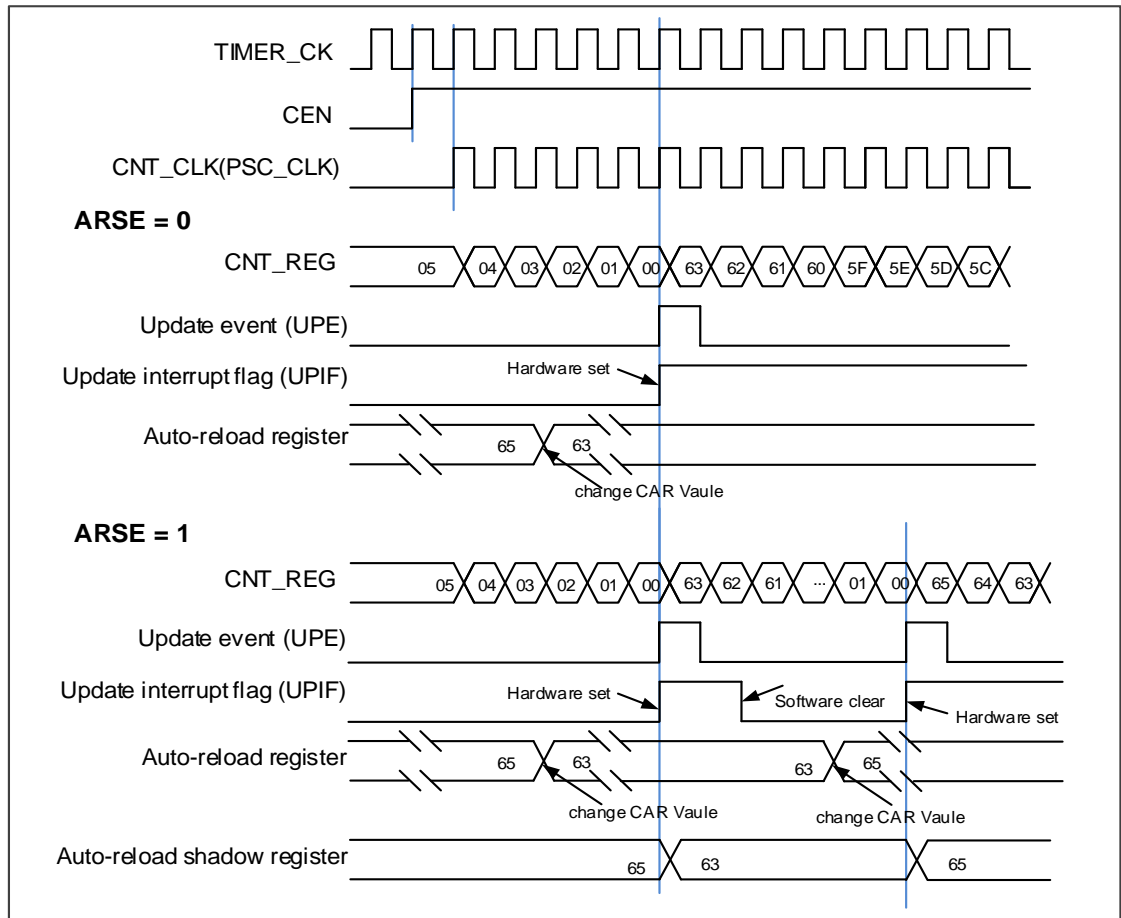 TIMER_CK
CEN
CNT_CLK(PSC_CLK)
ARSE = 0
CNT_REG 05 04 03 02 01 00 63 62 61 60 5F 5E 5D 5C
Update event (UPE)
Update interrupt flag (UPIF) Hardware set
Auto-reload register 65 63
change CAR Vaule
ARSE = 1
CNT_REG 05 04 03 02 01 00 63 62 61 ... 01 00 65 64 63
Update event (UPE)
Update interrupt flag (UPIF) Hardware set Software clear Hardware set
Auto-reload register 65 63 63 65
change CAR Vaule change CAR Vaule
Auto-reload shadow register 65 63 65